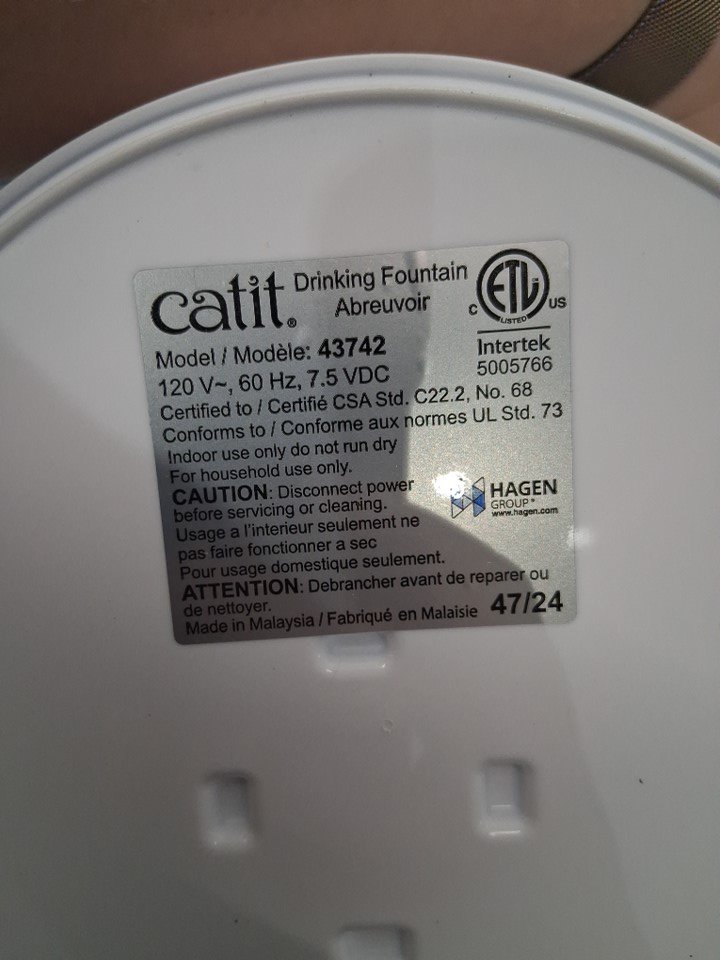 catit® Drinking Fountain
Abreuvoir
C ETL LISTED US
Intertek
5005766
Model / Modèle: 43742
120 V~, 60 Hz, 7.5 VDC
Certified to / Certifié CSA Std. C22.2, No. 68
Conforms to / Conforme aux normes UL Std. 73
Indoor use only do not run dry
For household use only.
CAUTION: Disconnect power
before servicing or cleaning.
HAGEN
GROUP
www.hagen.com
Usage a l'interieur seulement ne
pas faire fonctionner a sec
Pour usage domestique seulement.
ATTENTION: Debrancher avant de reparer ou
de nettoyer.
Made in Malaysia / Fabriqué en Malaisie 47/24